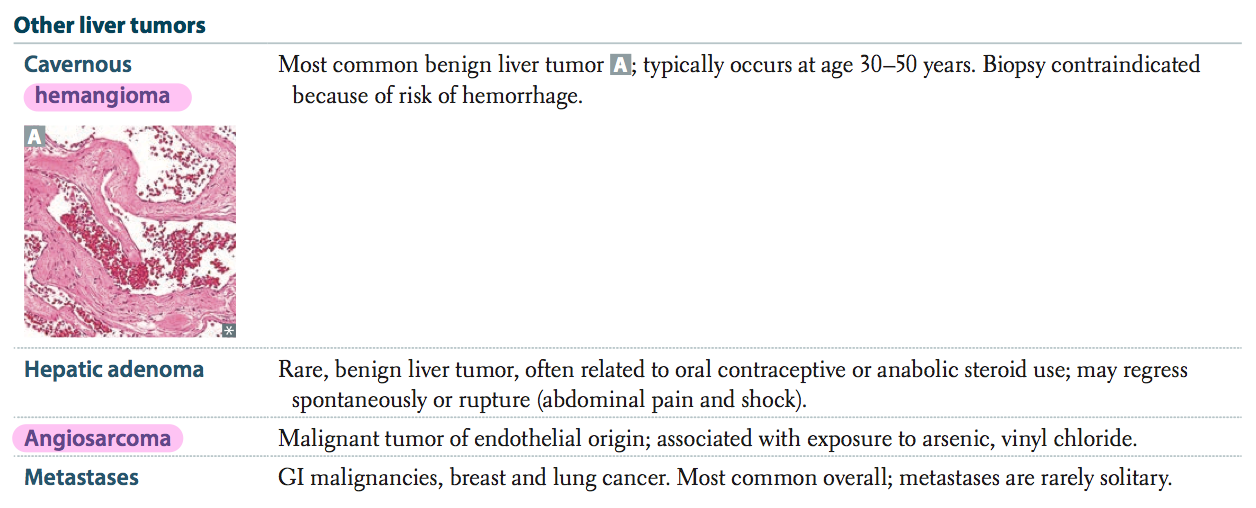 Other liver tumors
Cavernous
hemangioma
Most common benign liver tumor A; typically occurs at age 30–50 years. Biopsy contraindicated
because of risk of hemorrhage.
A
*
Hepatic adenoma
Rare, benign liver tumor, often related to oral contraceptive or anabolic steroid use; may regress
spontaneously or rupture (abdominal pain and shock).
Angiosarcoma
Malignant tumor of endothelial origin; associated with exposure to arsenic, vinyl chloride.
Metastases
GI malignancies, breast and lung cancer. Most common overall; metastases are rarely solitary.